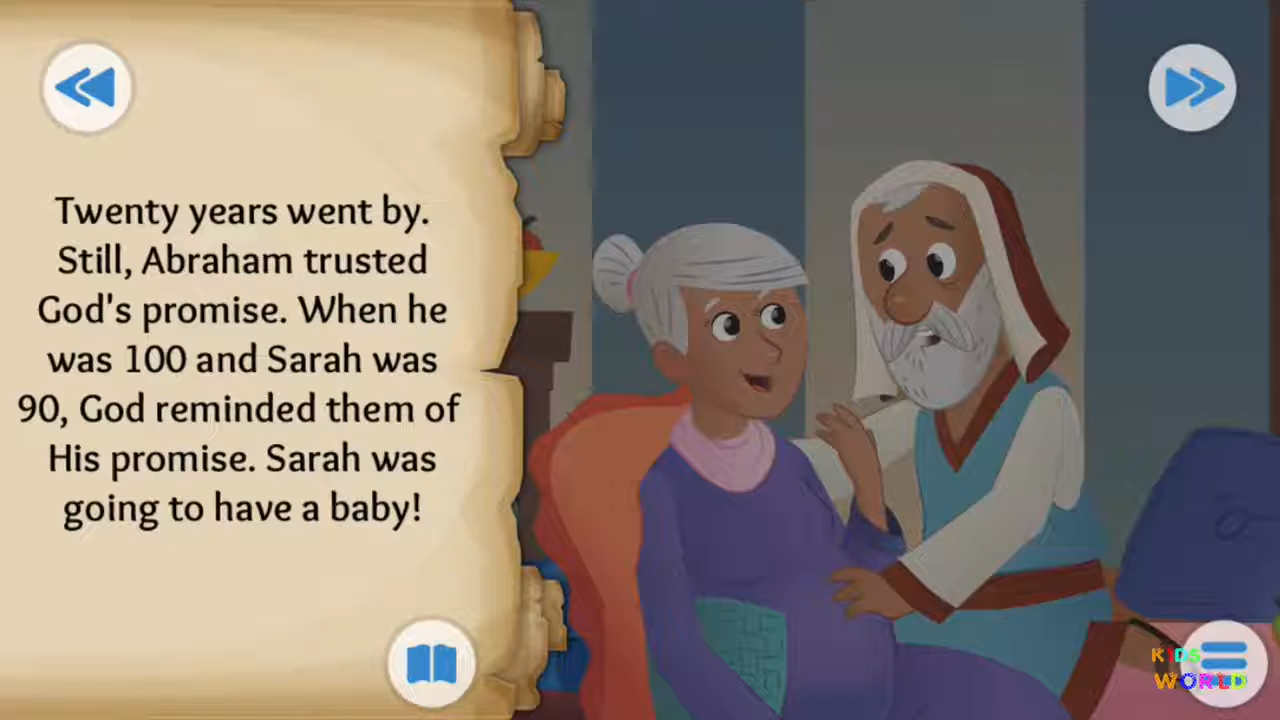 Twenty years went by.
Still, Abraham trusted
God's promise. When he
was 100 and Sarah was
90, God reminded them of
His promise. Sarah was
going to have a baby!
KIDS
WORLD